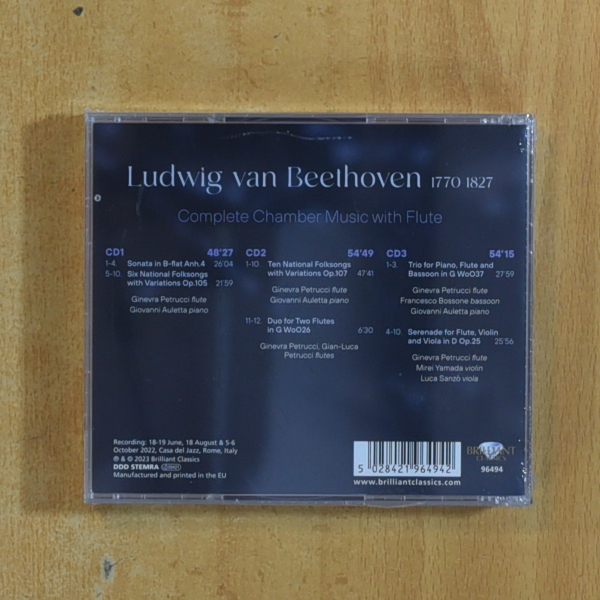 Ludwig van Beethoven 1770 1827
Complete Chamber Music with Flute
CD1 48'27
1-4. Sonata in B-flat Anh.4 26'04
5-10. Six National Folksongs
with Variations Op.105 21'59
Ginevra Petrucci flute
Giovanni Auletta piano
CD2 54'49
1-10. Ten National Folksongs
with Variations Op.107 47'41
Ginevra Petrucci flute
Giovanni Auletta piano
11-12. Duo for Two Flutes
in G WoO26 6'30
Ginevra Petrucci, Gian-Luca
Petrucci flutes
CD3 54'15
1-3. Trio for Piano, Flute and
Bassoon in G WoO37 27'59
Ginevra Petrucci flute
Francesco Bossone bassoon
Giovanni Auletta piano
4-10. Serenade for Flute, Violin
and Viola in D Op.25 25'56
Ginevra Petrucci flute
Mirei Yamada violin
Luca Sanzò viola
Recording: 18-19 June, 18 August & 5-6
October 2022, Casa del Jazz, Rome, Italy
℗ & © 2023 Brilliant Classics
DDD STEMRA
Manufactured and printed in the EU
5 028421 964942
www.brilliantclassics.com
BRILLIANT
CLASSICS
96494